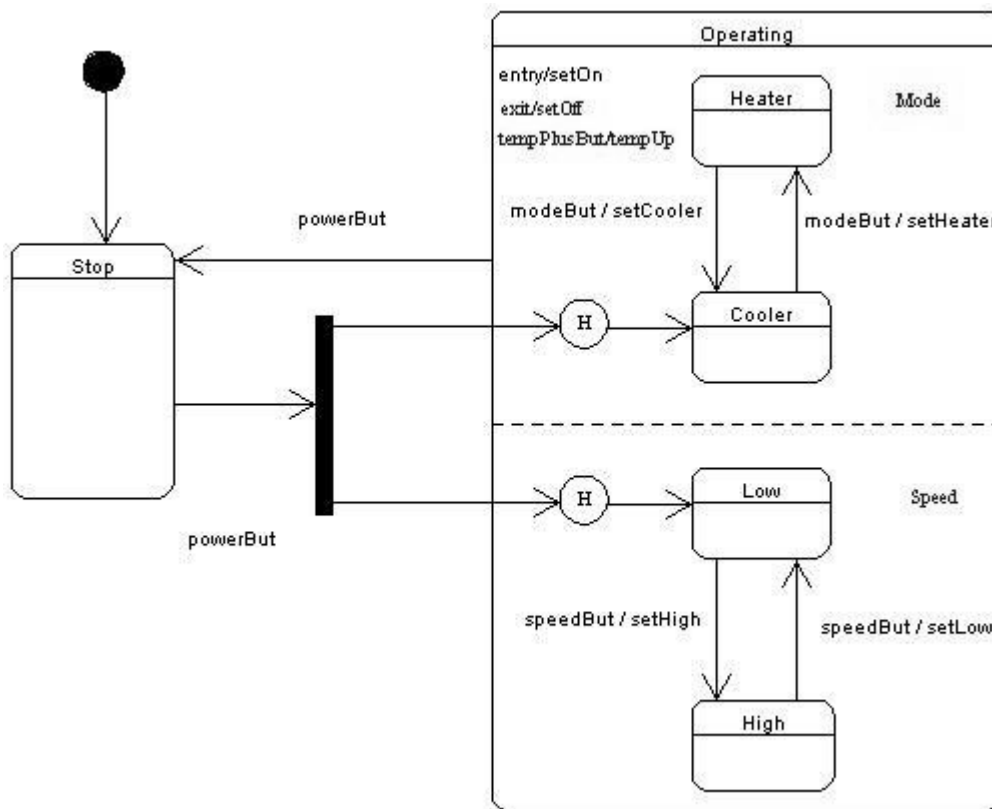 Operating
entry/setOn
exit/setOff
tempPlusBut/tempUp
Heater
Mode
modeBut / setCooler
modeBut / setHeater
powerBut
Stop
H
Cooler
powerBut
H
Low
Speed
speedBut / setHigh
speedBut / setLow
High